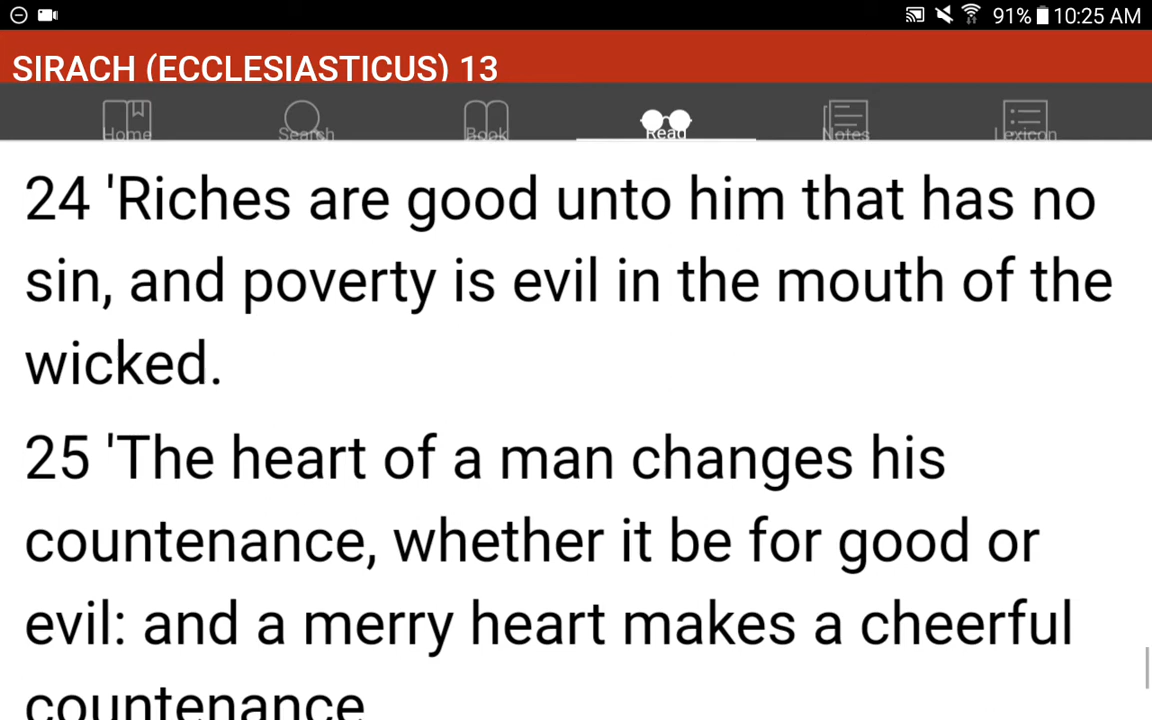 91% 10:25 AM
SIRACH (ECCLESIASTICUS) 13
Home Search Book Read Notes Lexicon
24 'Riches are good unto him that has no
sin, and poverty is evil in the mouth of the
wicked.
25 'The heart of a man changes his
countenance, whether it be for good or
evil: and a merry heart makes a cheerful
countenance